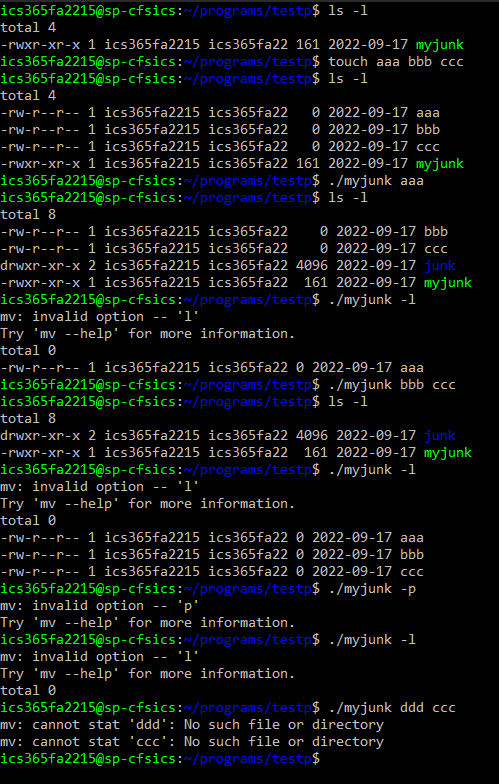 ics365fa2215@sp-cfsics:~/programs/testp$ ls -l
total 4
-rwxr-xr-x 1 ics365fa2215 ics365fa22 161 2022-09-17 myjunk
ics365fa2215@sp-cfsics:~/programs/testp$ touch aaa bbb ccc
ics365fa2215@sp-cfsics:~/programs/testp$ ls -l
total 4
-rw-r--r-- 1 ics365fa2215 ics365fa22   0 2022-09-17 aaa
-rw-r--r-- 1 ics365fa2215 ics365fa22   0 2022-09-17 bbb
-rw-r--r-- 1 ics365fa2215 ics365fa22   0 2022-09-17 ccc
-rwxr-xr-x 1 ics365fa2215 ics365fa22 161 2022-09-17 myjunk
ics365fa2215@sp-cfsics:~/programs/testp$ ./myjunk aaa
ics365fa2215@sp-cfsics:~/programs/testp$ ls -l
total 8
-rw-r--r-- 1 ics365fa2215 ics365fa22    0 2022-09-17 bbb
-rw-r--r-- 1 ics365fa2215 ics365fa22    0 2022-09-17 ccc
drwxr-xr-x 2 ics365fa2215 ics365fa22 4096 2022-09-17 junk
-rwxr-xr-x 1 ics365fa2215 ics365fa22  161 2022-09-17 myjunk
ics365fa2215@sp-cfsics:~/programs/testp$ ./myjunk -l
mv: invalid option -- 'l'
Try 'mv --help' for more information.
total 0
-rw-r--r-- 1 ics365fa2215 ics365fa22 0 2022-09-17 aaa
ics365fa2215@sp-cfsics:~/programs/testp$ ./myjunk bbb ccc
ics365fa2215@sp-cfsics:~/programs/testp$ ls -l
total 8
drwxr-xr-x 2 ics365fa2215 ics365fa22 4096 2022-09-17 junk
-rwxr-xr-x 1 ics365fa2215 ics365fa22  161 2022-09-17 myjunk
ics365fa2215@sp-cfsics:~/programs/testp$ ./myjunk -l
mv: invalid option -- 'l'
Try 'mv --help' for more information.
total 0
-rw-r--r-- 1 ics365fa2215 ics365fa22 0 2022-09-17 aaa
-rw-r--r-- 1 ics365fa2215 ics365fa22 0 2022-09-17 bbb
-rw-r--r-- 1 ics365fa2215 ics365fa22 0 2022-09-17 ccc
ics365fa2215@sp-cfsics:~/programs/testp$ ./myjunk -p
mv: invalid option -- 'p'
Try 'mv --help' for more information.
ics365fa2215@sp-cfsics:~/programs/testp$ ./myjunk -l
mv: invalid option -- 'l'
Try 'mv --help' for more information.
total 0
ics365fa2215@sp-cfsics:~/programs/testp$ ./myjunk ddd ccc
mv: cannot stat 'ddd': No such file or directory
mv: cannot stat 'ccc': No such file or directory
ics365fa2215@sp-cfsics:~/programs/testp$